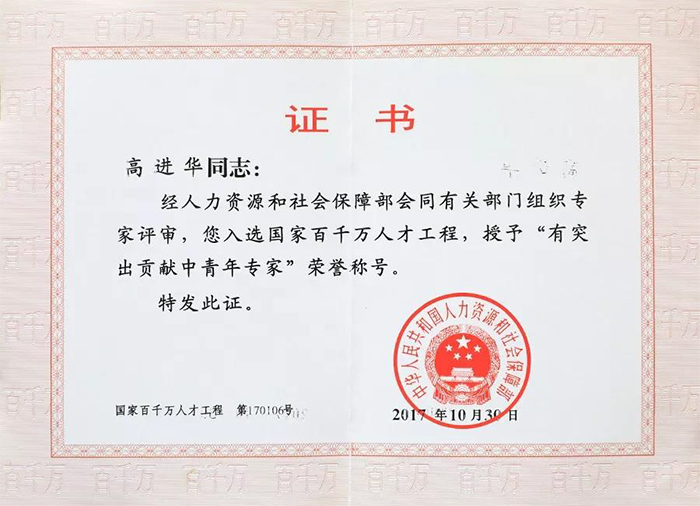 证 书
高进华同志：
经人力资源和社会保障部会同有关部门组织专
家评审，您入选国家百千万人才工程，授予“有突
出贡献中青年专家”荣誉称号。
特发此证。
中华人民共和国人力资源和社会保障部
国家百千万人才工程 第170106号
2017年10月30日